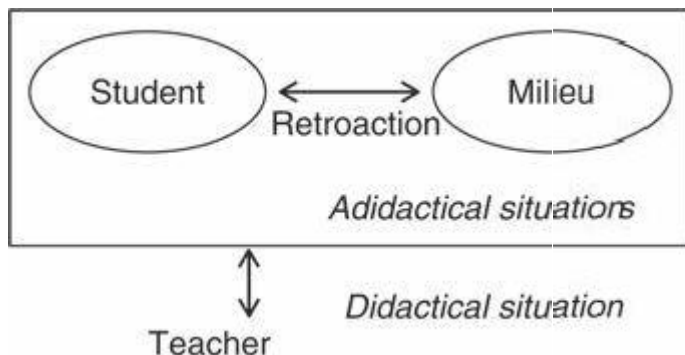 Student
Milieu
Retroaction
Adidactical situations
Didactical situation
Teacher